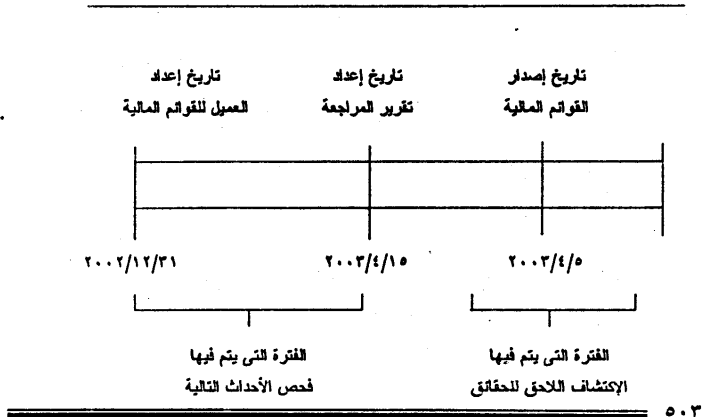 تاريخ إصدار
القوائم المالية
تاريخ إعداد
تقرير المراجعة
تاريخ إعداد
العميل للقوائم المالية
٢٠٠٣/٤/٥
٢٠٠٣/٤/١٥
٢٠٠٢/١٢/٣١
الفترة التى يتم فيها
الإكتشاف اللاحق للحقائق
الفترة التى يتم فيها
فحص الأحداث التالية
٥٠٣